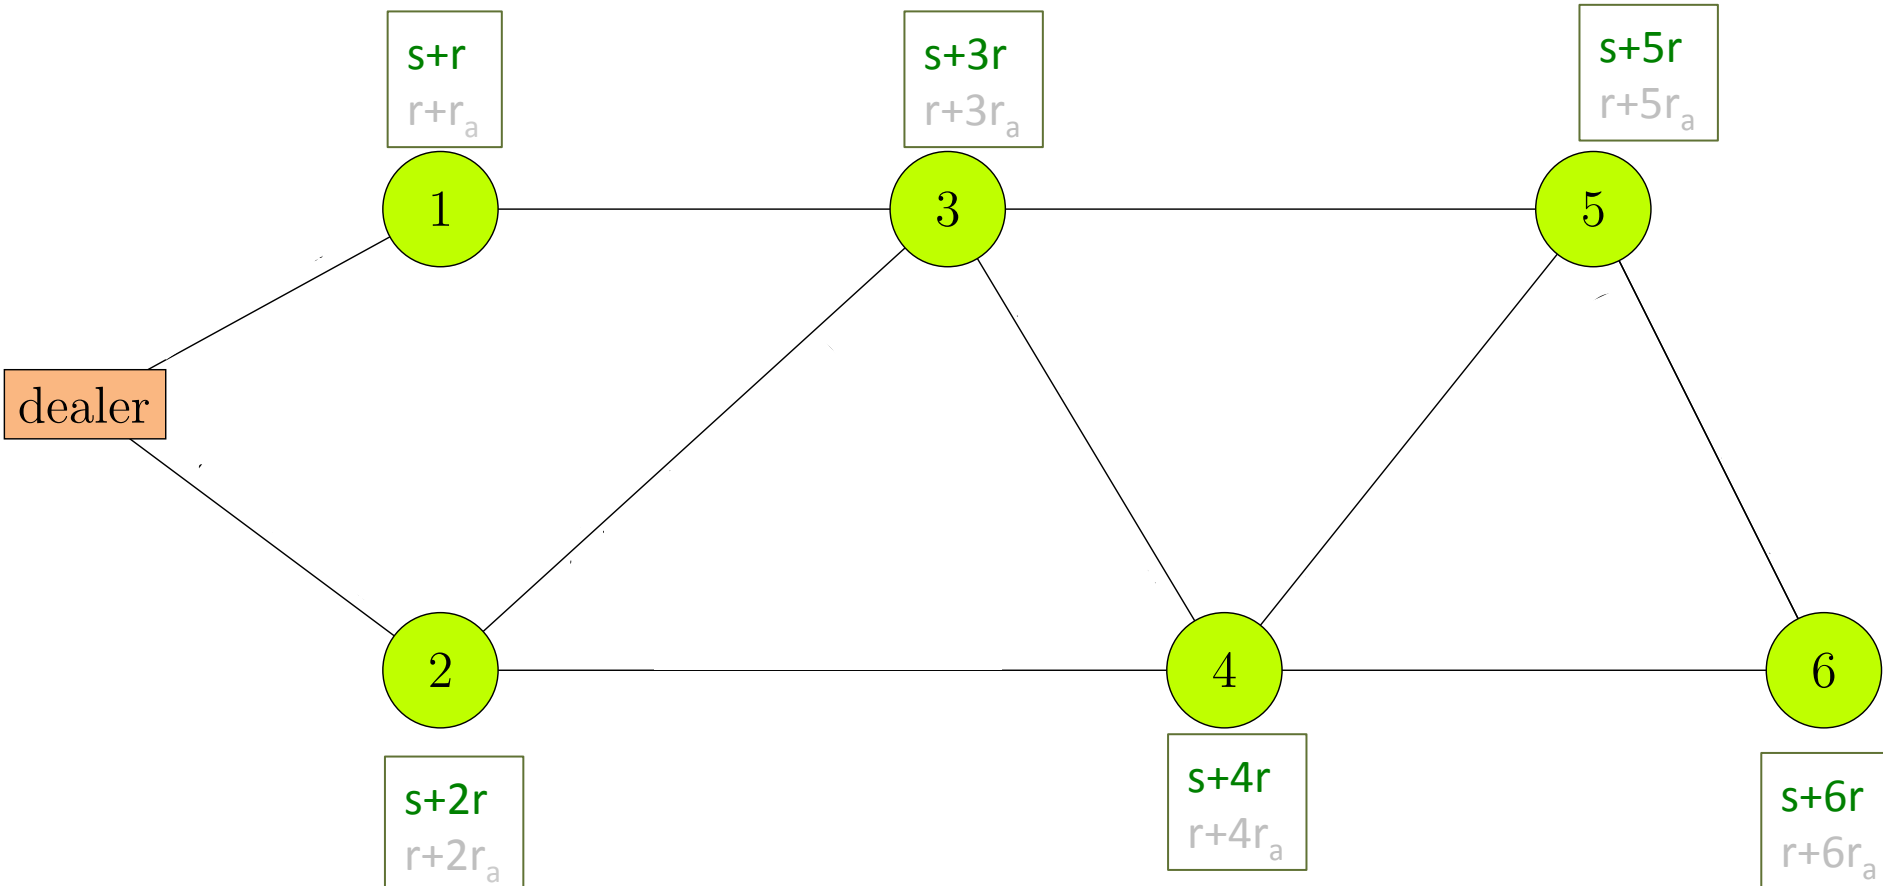 s+r
r+rₐ
s+3r
r+3rₐ
s+5r
r+5rₐ
1
3
5
dealer
2
4
6
s+2r
r+2rₐ
s+4r
r+4rₐ
s+6r
r+6rₐ